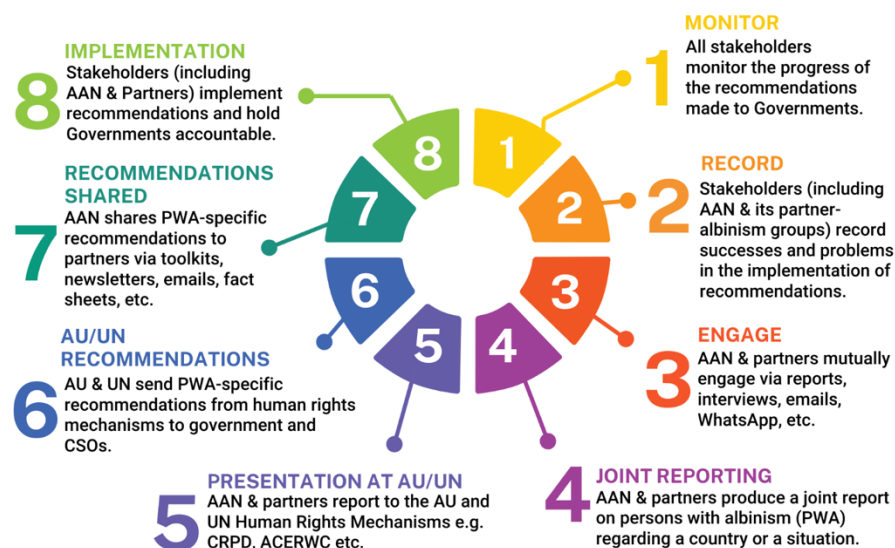 MONITOR
1
All stakeholders
monitor the progress of
the recommendations
made to Governments.
RECORD
2
Stakeholders (including
AAN & its partner-
albinism groups) record
successes and problems
in the implementation of
recommendations.
ENGAGE
3
AAN & partners mutually
engage via reports,
interviews, emails,
WhatsApp, etc.
JOINT REPORTING
4
AAN & partners produce a joint report
on persons with albinism (PWA)
regarding a country or a situation.
PRESENTATION AT AU/UN
5
AAN & partners report to the AU and
UN Human Rights Mechanisms e.g.
CRPD, ACERWC etc.
AU/UN
RECOMMENDATIONS
6
AU & UN send PWA-specific
recommendations from human rights
mechanisms to government and
CSOs.
RECOMMENDATIONS
SHARED
7
AAN shares PWA-specific
recommendations to
partners via toolkits,
newsletters, emails, fact
sheets, etc.
IMPLEMENTATION
8
Stakeholders (including
AAN & Partners) implement
recommendations and hold
Governments accountable.
1
2
3
4
5
6
7
8